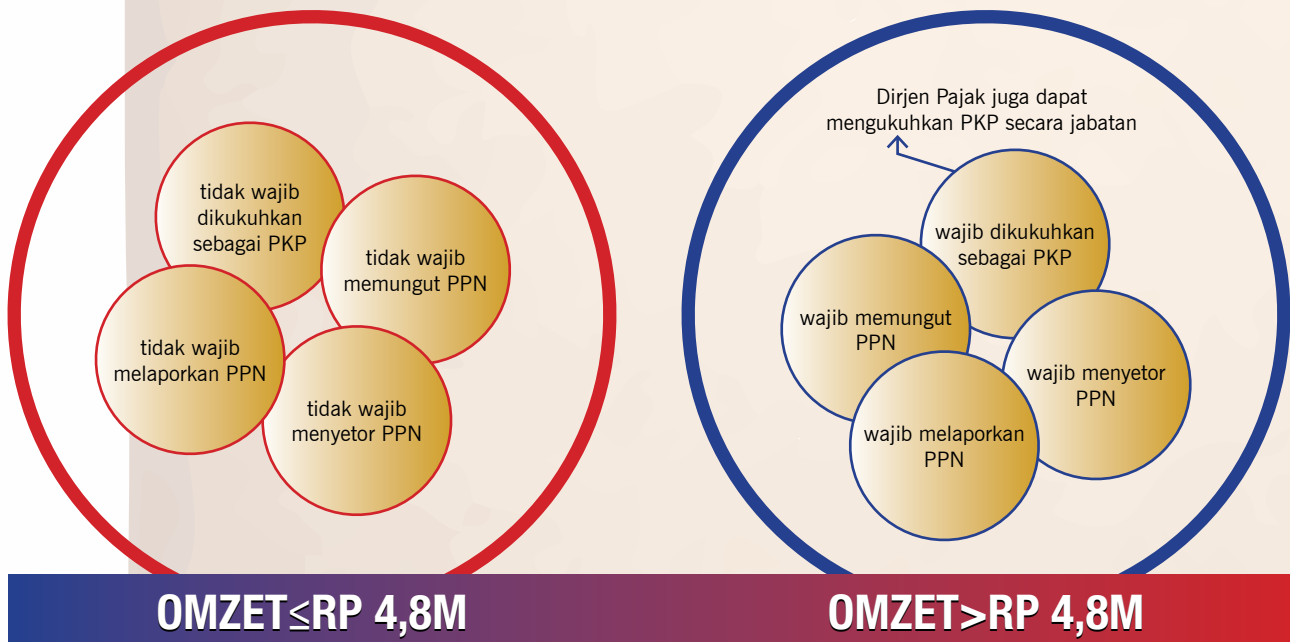 tidak wajib
dikukuhkan
sebagai PKP
tidak wajib
memungut PPN
tidak wajib
melaporkan PPN
tidak wajib
menyetor PPN
OMZET≤RP 4,8M
Dirjen Pajak juga dapat
mengukuhkan PKP secara jabatan
wajib dikukuhkan
sebagai PKP
wajib memungut
PPN
wajib menyetor
PPN
wajib melaporkan
PPN
OMZET>RP 4,8M